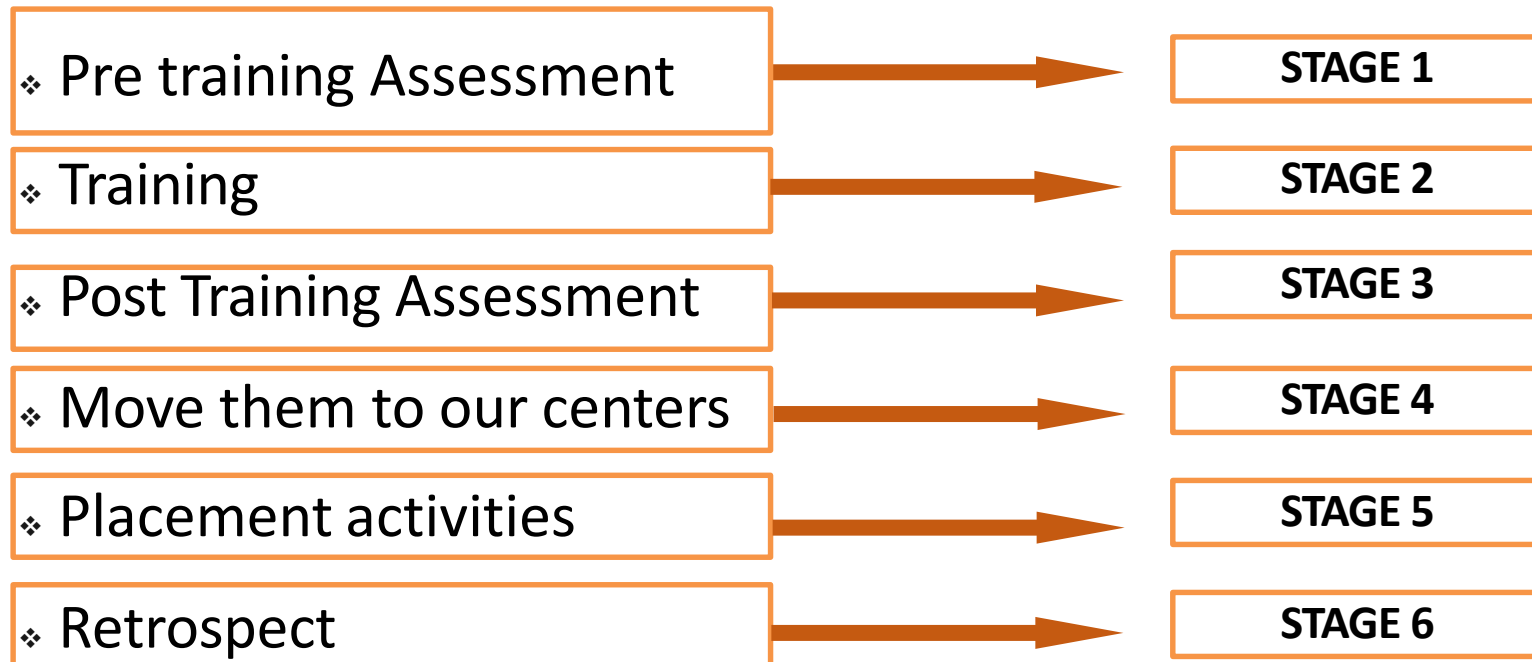 ❖ Pre training Assessment
STAGE 1
❖ Training
STAGE 2
❖ Post Training Assessment
STAGE 3
❖ Move them to our centers
STAGE 4
❖ Placement activities
STAGE 5
❖ Retrospect
STAGE 6